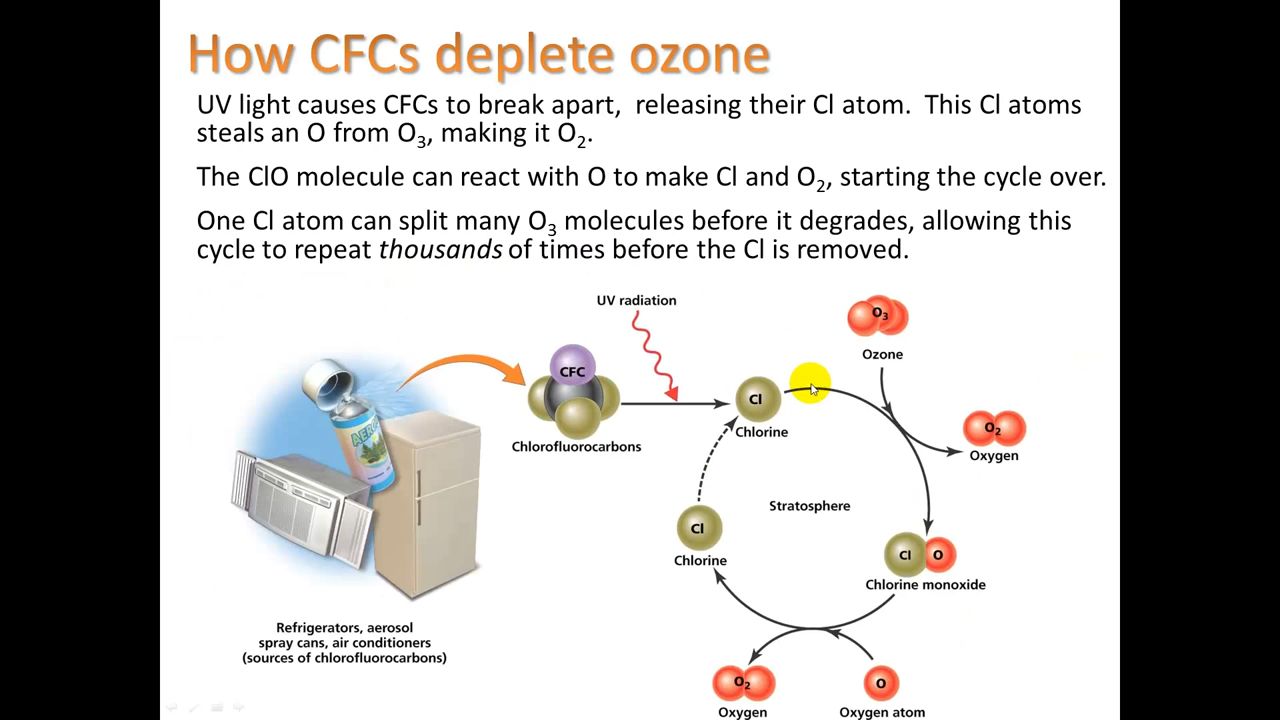 How CFCs deplete ozone
UV light causes CFCs to break apart,  releasing their Cl atom.  This Cl atoms
steals an O from O₃, making it O₂.
The ClO molecule can react with O to make Cl and O₂, starting the cycle over.
One Cl atom can split many O₃ molecules before it degrades, allowing this
cycle to repeat thousands of times before the Cl is removed.
UV radiation
O₃
Ozone
CFC
Chlorofluorocarbons
Cl
Chlorine
O₂
Oxygen
Stratosphere
Cl
Chlorine
Cl
O
Chlorine monoxide
Refrigerators, aerosol
spray cans, air conditioners
(sources of chlorofluorocarbons)
O₂
Oxygen
O
Oxygen atom